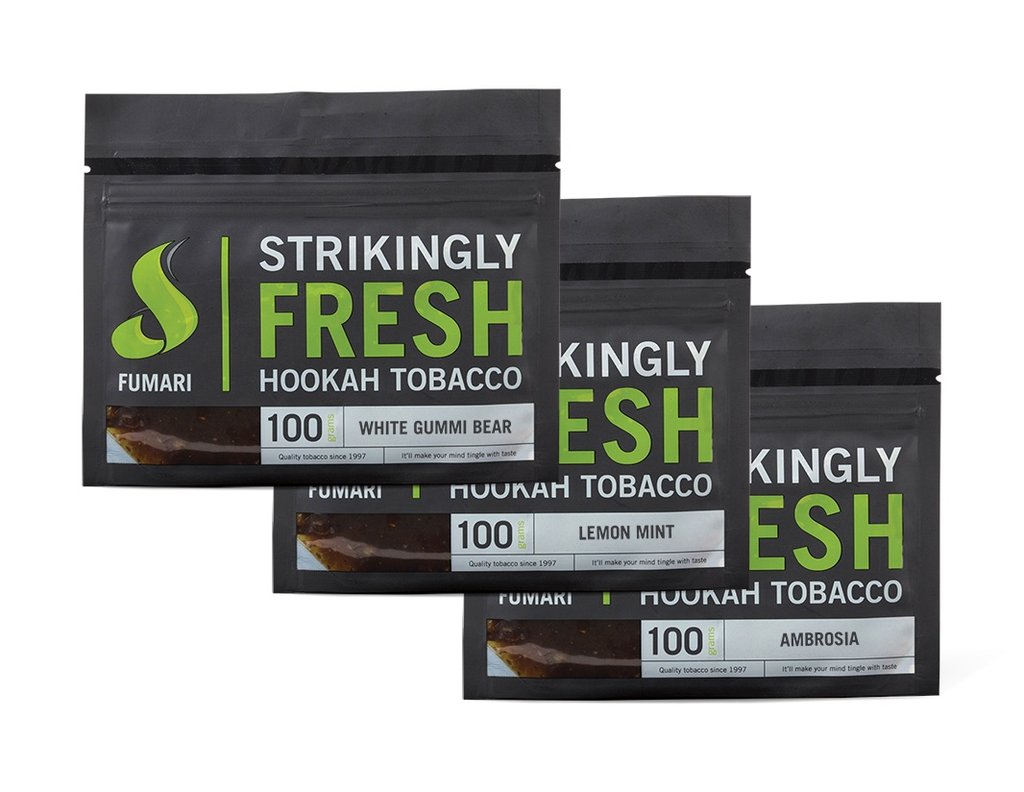 STRIKINGLY
FRESH
HOOKAH TOBACCO
FUMARI
100 grams
WHITE GUMMI BEAR
Quality tobacco since 1997
It'll make your mind tingle with taste
KINGLY
ESH
HOOKAH TOBACCO
FUMARI
100 grams
LEMON MINT
Quality tobacco since 1997
It'll make your mind tingle with taste
KINGLY
ESH
HOOKAH TOBACCO
FUMARI
100 grams
AMBROSIA
Quality tobacco since 1997
It'll make your mind tingle with taste